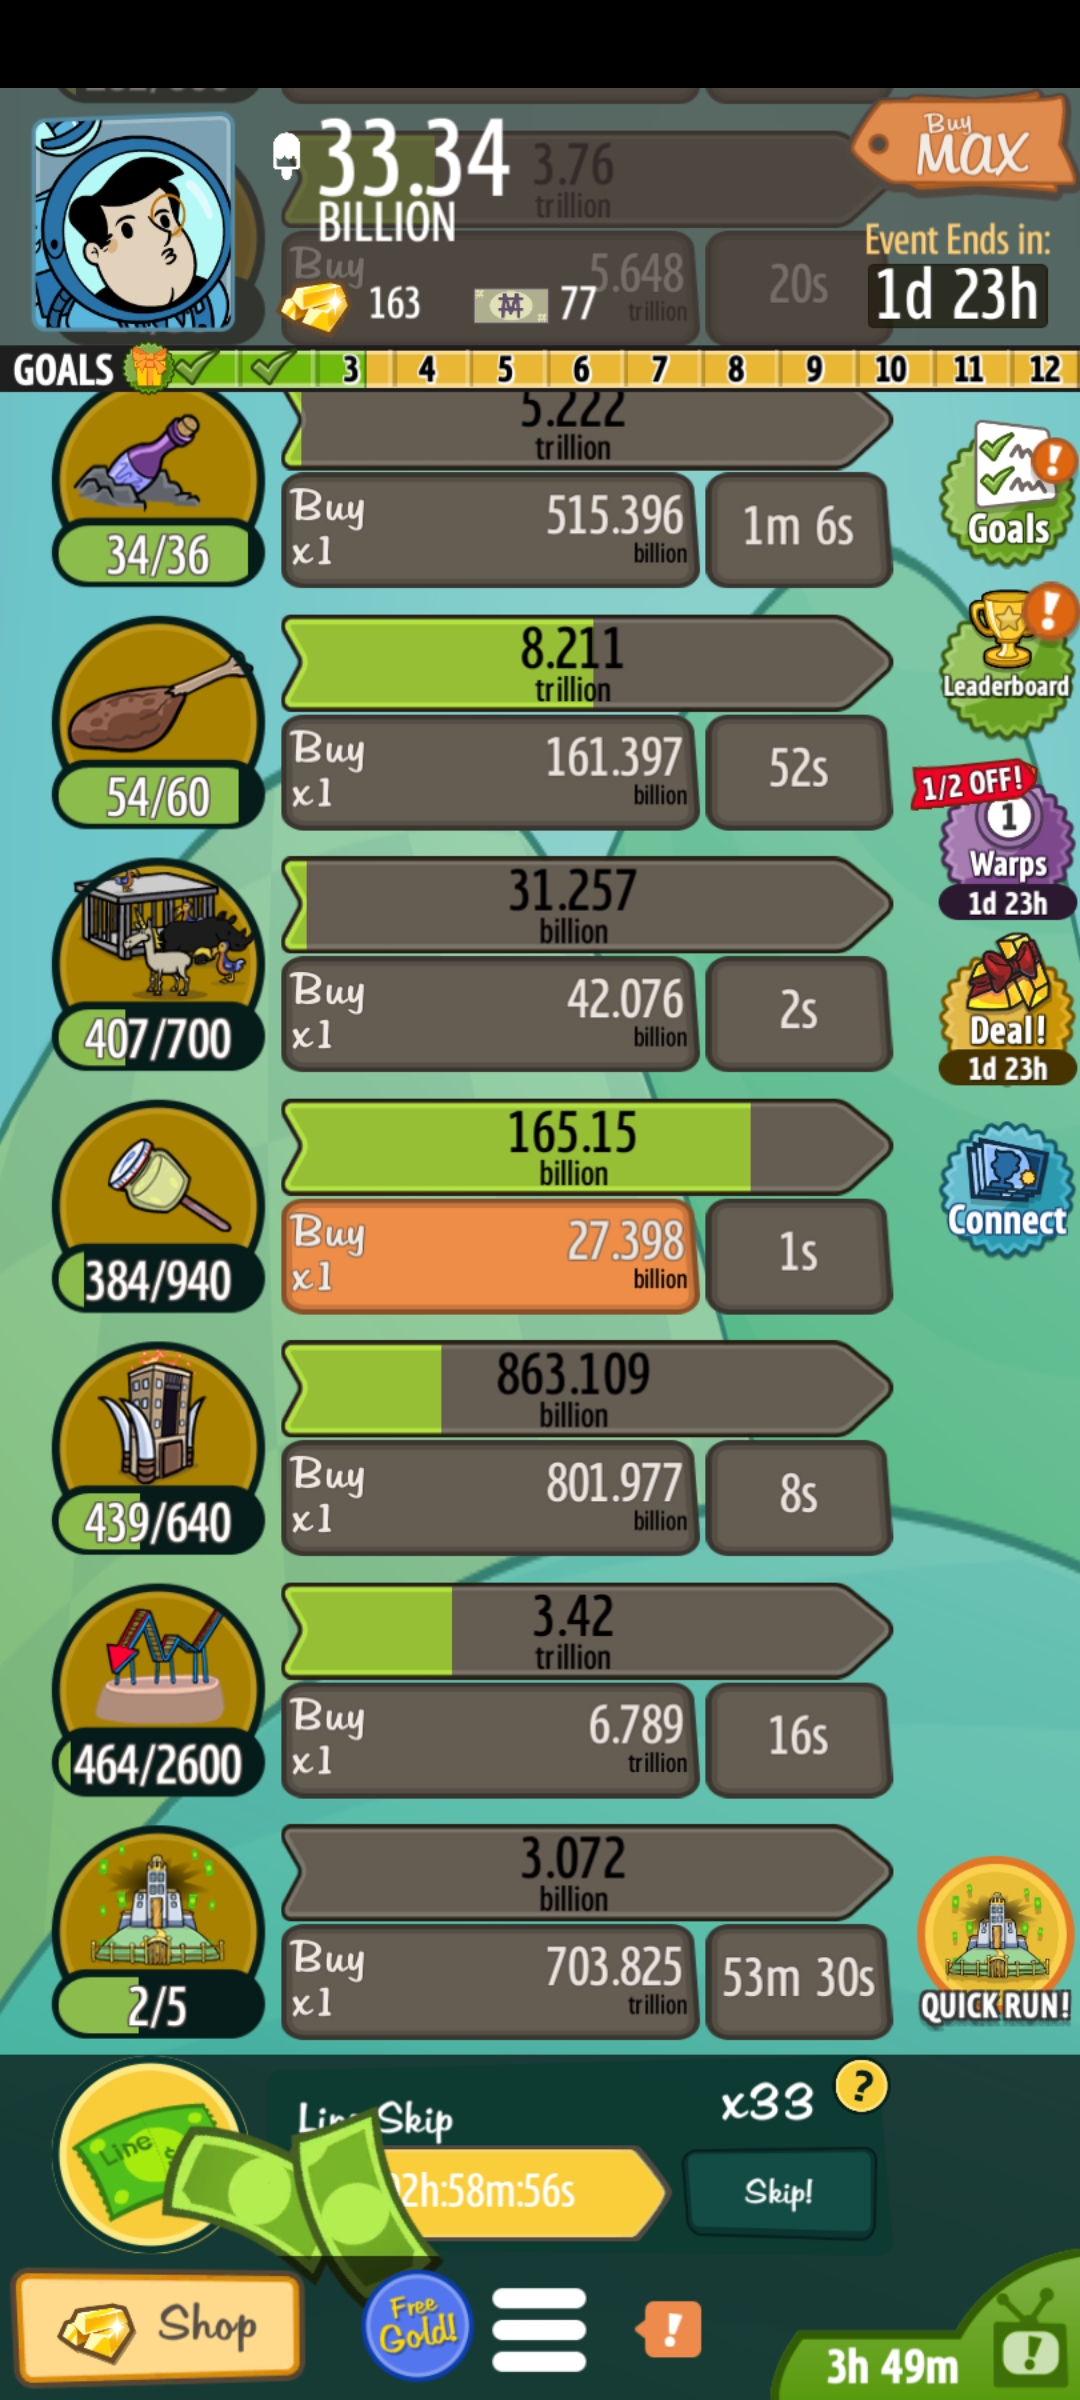 Buy
MAX
33.34
BILLION
3.76
trillion
Event Ends in:
1d 23h
Buy
5.648
trillion
20s
163
77
GOALS
3
4
5
6
7
8
9
10
11
12
5.222
trillion
Buy
x1
515.396
billion
1m 6s
34/36
Goals
8.211
trillion
Buy
x1
161.397
billion
52s
54/60
Leaderboard
1/2 OFF!
1
Warps
1d 23h
31.257
billion
Buy
x1
42.076
billion
2s
407/700
Deal!
1d 23h
165.15
billion
Buy
x1
27.398
billion
1s
384/940
Connect
863.109
billion
Buy
x1
801.977
billion
8s
439/640
3.42
trillion
Buy
x1
6.789
trillion
16s
464/2600
3.072
billion
Buy
x1
703.825
trillion
53m 30s
2/5
QUICK RUN!
Line
Skip
x33
?
2h:58m:56s
Skip!
Shop
Free
Gold!
3h 49m